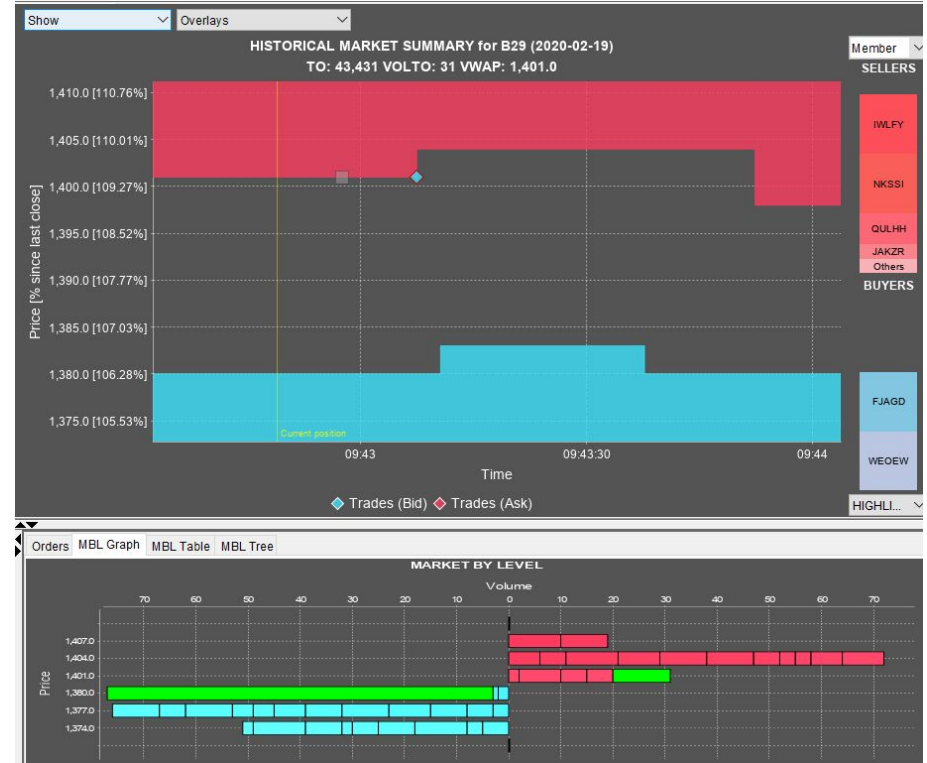 Show
Overlays
HISTORICAL MARKET SUMMARY for B29 (2020-02-19)
TO: 43,431 VOLTO: 31 VWAP: 1,401.0
Member
SELLERS
1,410.0 [110.76%]
1,405.0 [110.01%]
1,400.0 [109.27%]
1,395.0 [108.52%]
1,390.0 [107.77%]
1,385.0 [107.03%]
1,380.0 [106.28%]
1,375.0 [105.53%]
Price [% since last close]
IWLFY
NKSSI
QULHH
JAKZR
Others
BUYERS
FJAGD
WEOEW
Current position
09:43 09:43:30 09:44
Time
Trades (Bid) Trades (Ask)
HIGHLI...
Orders MBL Graph MBL Table MBL Tree
MARKET BY LEVEL
Volume
70 60 50 40 30 20 10 0 10 20 30 40 50 60 70
1,407.0
1,404.0
1,401.0
1,380.0
1,377.0
1,374.0
Price